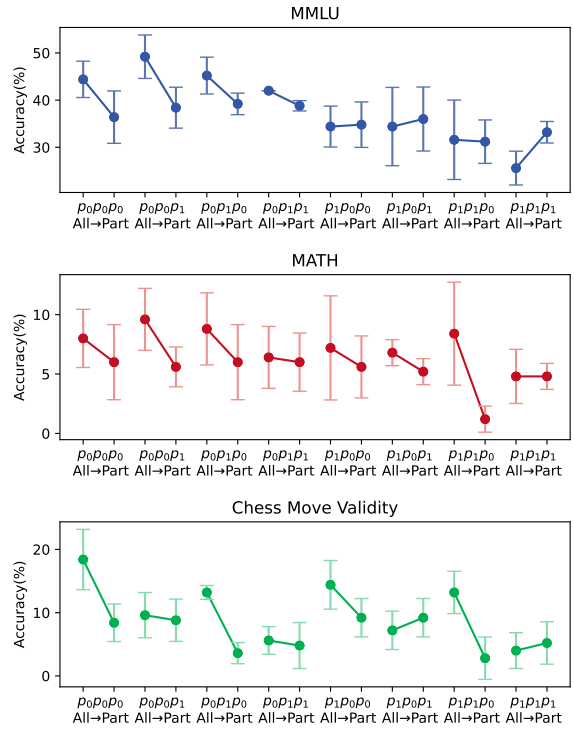 MMLU
Accuracy(%)
50
40
30
p₀p₀p₀ p₀p₀p₁ p₀p₁p₀ p₀p₁p₁ p₁p₀p₀ p₁p₀p₁ p₁p₁p₀ p₁p₁p₁
All→Part All→Part All→Part All→Part All→Part All→Part All→Part All→Part
MATH
Accuracy(%)
10
5
0
p₀p₀p₀ p₀p₀p₁ p₀p₁p₀ p₀p₁p₁ p₁p₀p₀ p₁p₀p₁ p₁p₁p₀ p₁p₁p₁
All→Part All→Part All→Part All→Part All→Part All→Part All→Part All→Part
Chess Move Validity
Accuracy(%)
20
10
0
p₀p₀p₀ p₀p₀p₁ p₀p₁p₀ p₀p₁p₁ p₁p₀p₀ p₁p₀p₁ p₁p₁p₀ p₁p₁p₁
All→Part All→Part All→Part All→Part All→Part All→Part All→Part All→Part